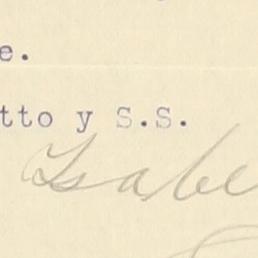 e.
tto y S.S.
Isabe